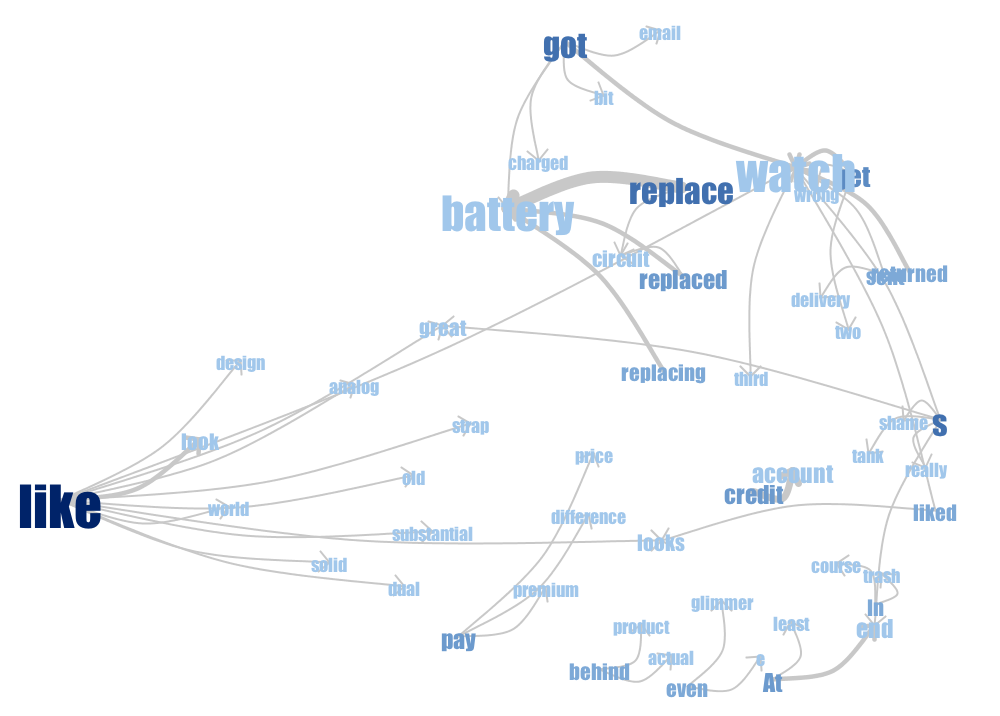 email
got
bit
charged
watch
let
replace
wrong
battery
circuit
replaced
sent
returned
delivery
great
two
design
replacing
third
analog
strap
shame
S
look
price
tank
really
account
old
credit
like
world
difference
liked
substantial
looks
solid
course
trash
dual
premium
glimmer
In
product
least
end
pay
actual
e
behind
even
At